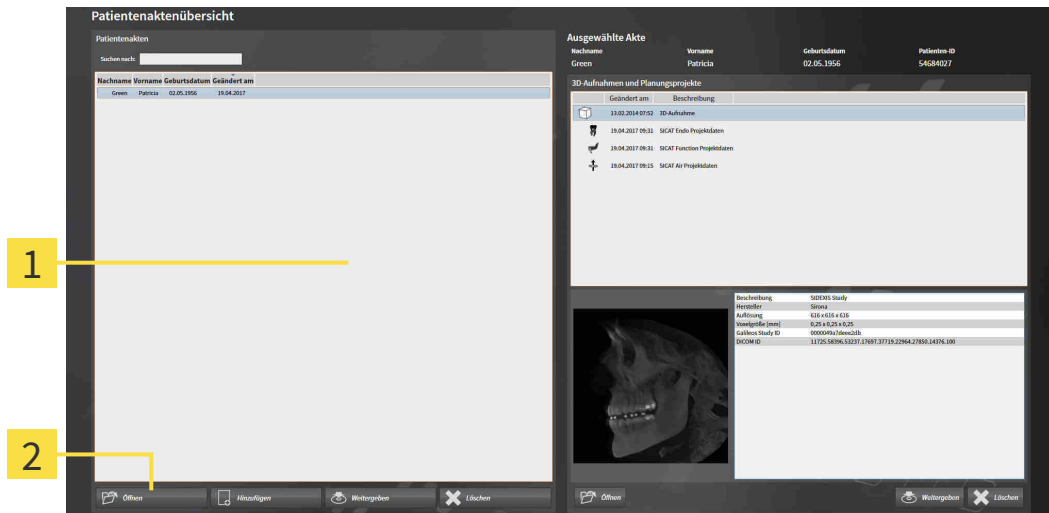 Patientenaktenübersicht
Patientenakten
Suchen nach:
Nachname Vorname Geburtsdatum Geändert am
Green Patricia 02.05.1956 19.04.2017
1
2
Öffnen Hinzufügen Weitergeben Löschen
Ausgewählte Akte
Nachname Vorname Geburtsdatum Patienten-ID
Green Patricia 02.05.1956 54684027
3D-Aufnahmen und Planungsprojekte
Geändert am Beschreibung
13.02.2014 07:52 3D-Aufnahme
19.04.2017 09:31 SICAT Endo Projektdaten
19.04.2017 09:31 SICAT Function Projektdaten
19.04.2017 09:15 SICAT Air Projektdaten
Beschreibung SIDEXIS Study
Hersteller Sirona
Auflösung 616 x 616 x 616
Voxelgröße [mm] 0,25 x 0,25 x 0,25
Galileos Study ID 0000049a7deee2db
DICOM ID 11725.58396.53237.17697.37719.22964.27850.14376.100
Öffnen Weitergeben Löschen